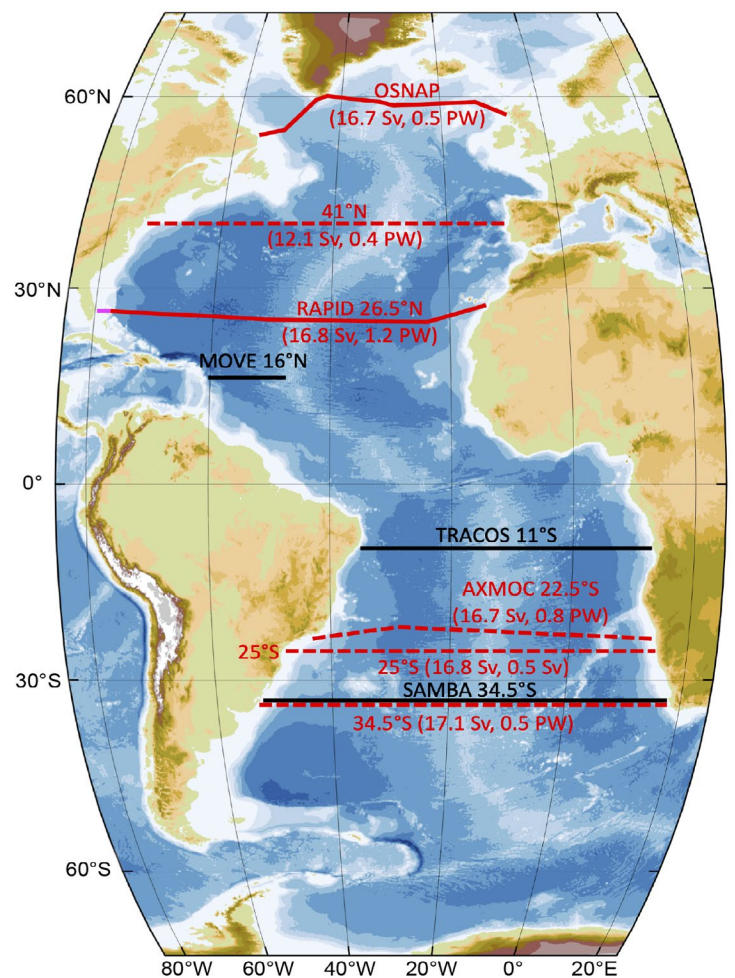 60°N
OSNAP
(16.7 Sv, 0.5 PW)
41°N
(12.1 Sv, 0.4 PW)
30°N
RAPID 26.5°N
(16.8 Sv, 1.2 PW)
MOVE 16°N
0°
TRACOS 11°S
AXMOC 22.5°S
(16.7 Sv, 0.8 PW)
25°S
25°S (16.8 Sv, 0.5 Sv)
30°S
SAMBA 34.5°S
34.5°S (17.1 Sv, 0.5 PW)
60°S
80°W 60°W 40°W 20°W 0° 20°E